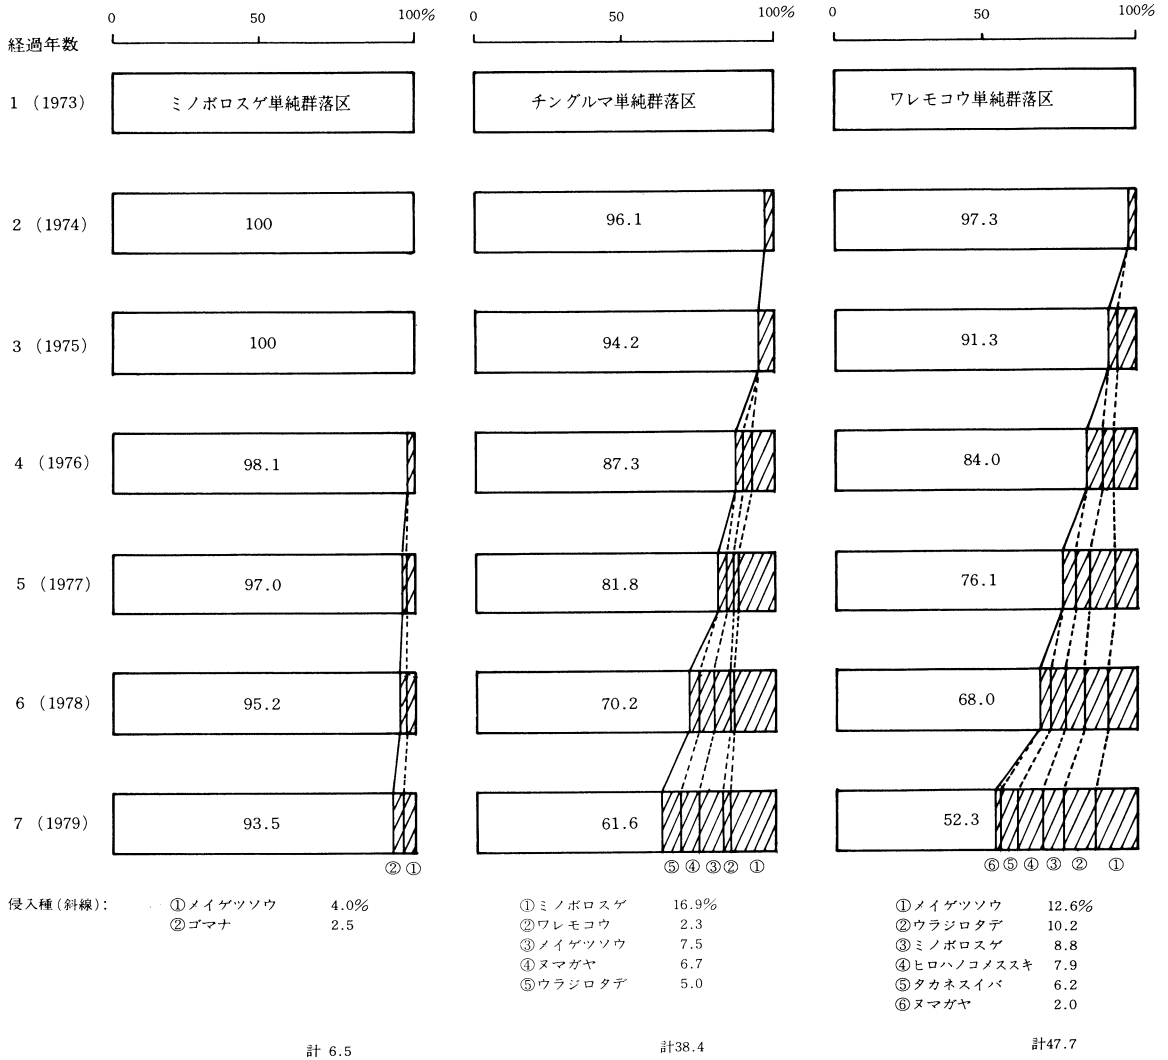 0 50 100% 0 50 100% 0 50 100%
経過年数
1 (1973) ミノボロスゲ単純群落区 チングルマ単純群落区 ワレモコウ単純群落区
2 (1974) 100 96.1 97.3
3 (1975) 100 94.2 91.3
4 (1976) 98.1 87.3 84.0
5 (1977) 97.0 81.8 76.1
6 (1978) 95.2 70.2 68.0
7 (1979) 93.5 61.6 52.3
② ① ⑤ ④ ③ ② ① ⑥ ⑤ ④ ③ ② ①
侵入種(斜線): ①メイゲツソウ 4.0% ①ミノボロスゲ 16.9% ①メイゲツソウ 12.6%
②ゴマナ 2.5 ②ワレモコウ 2.3 ②ウラジロタデ 10.2
③メイゲツソウ 7.5 ③ミノボロスゲ 8.8
④ヌマガヤ 6.7 ④ヒロハノコメススキ 7.9
⑤ウラジロタデ 5.0 ⑤タカネスイバ 6.2
⑥ヌマガヤ 2.0
計 6.5 計38.4 計47.7